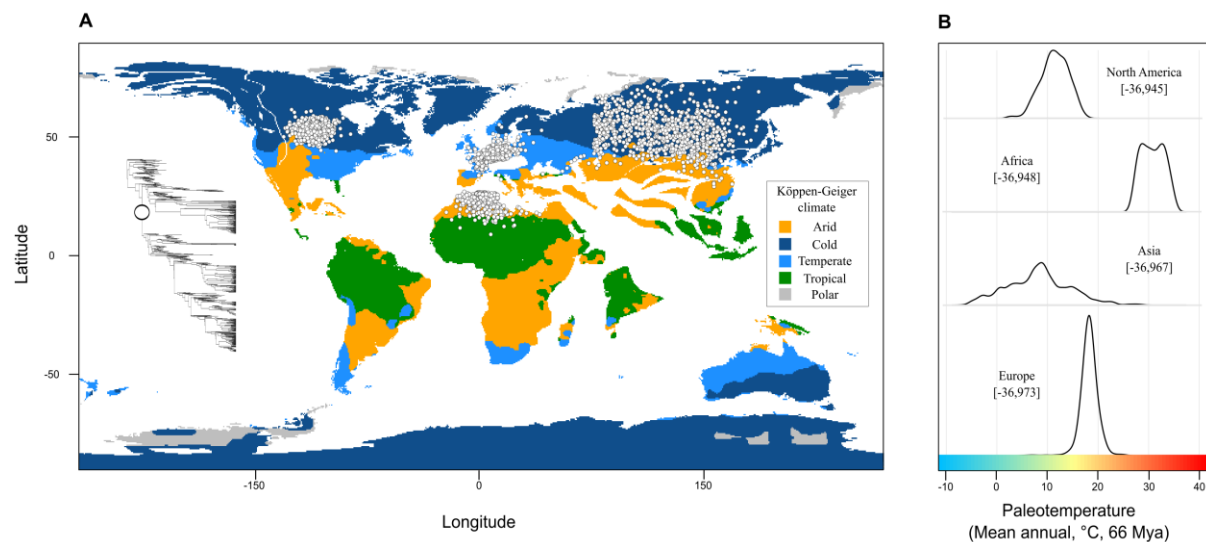 A
Latitude
50
0
-50
-150
0
150
Longitude
Köppen-Geiger
climate
Arid
Cold
Temperate
Tropical
Polar
B
North America
[-36,945]
Africa
[-36,948]
Asia
[-36,967]
Europe
[-36,973]
-10 0 10 20 30 40
Paleotemperature
(Mean annual, °C, 66 Mya)